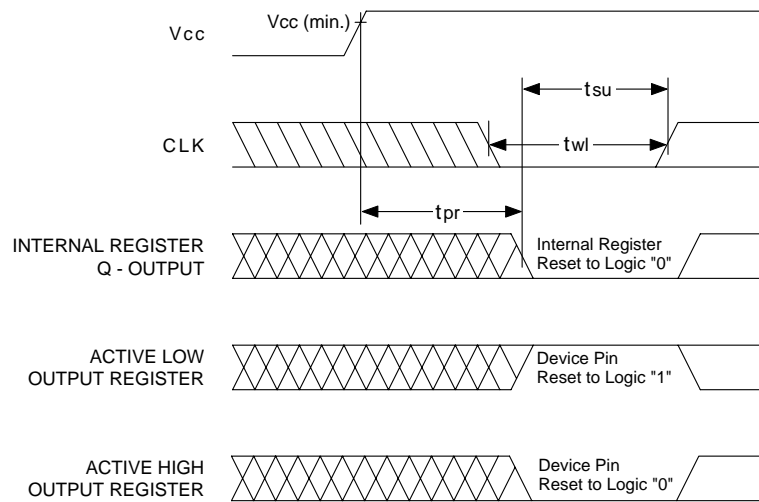 Vcc
Vcc (min.)
tsu
CLK
twl
tpr
INTERNAL REGISTER
Q - OUTPUT
Internal Register
Reset to Logic "0"
ACTIVE LOW
OUTPUT REGISTER
Device Pin
Reset to Logic "1"
ACTIVE HIGH
OUTPUT REGISTER
Device Pin
Reset to Logic "0"